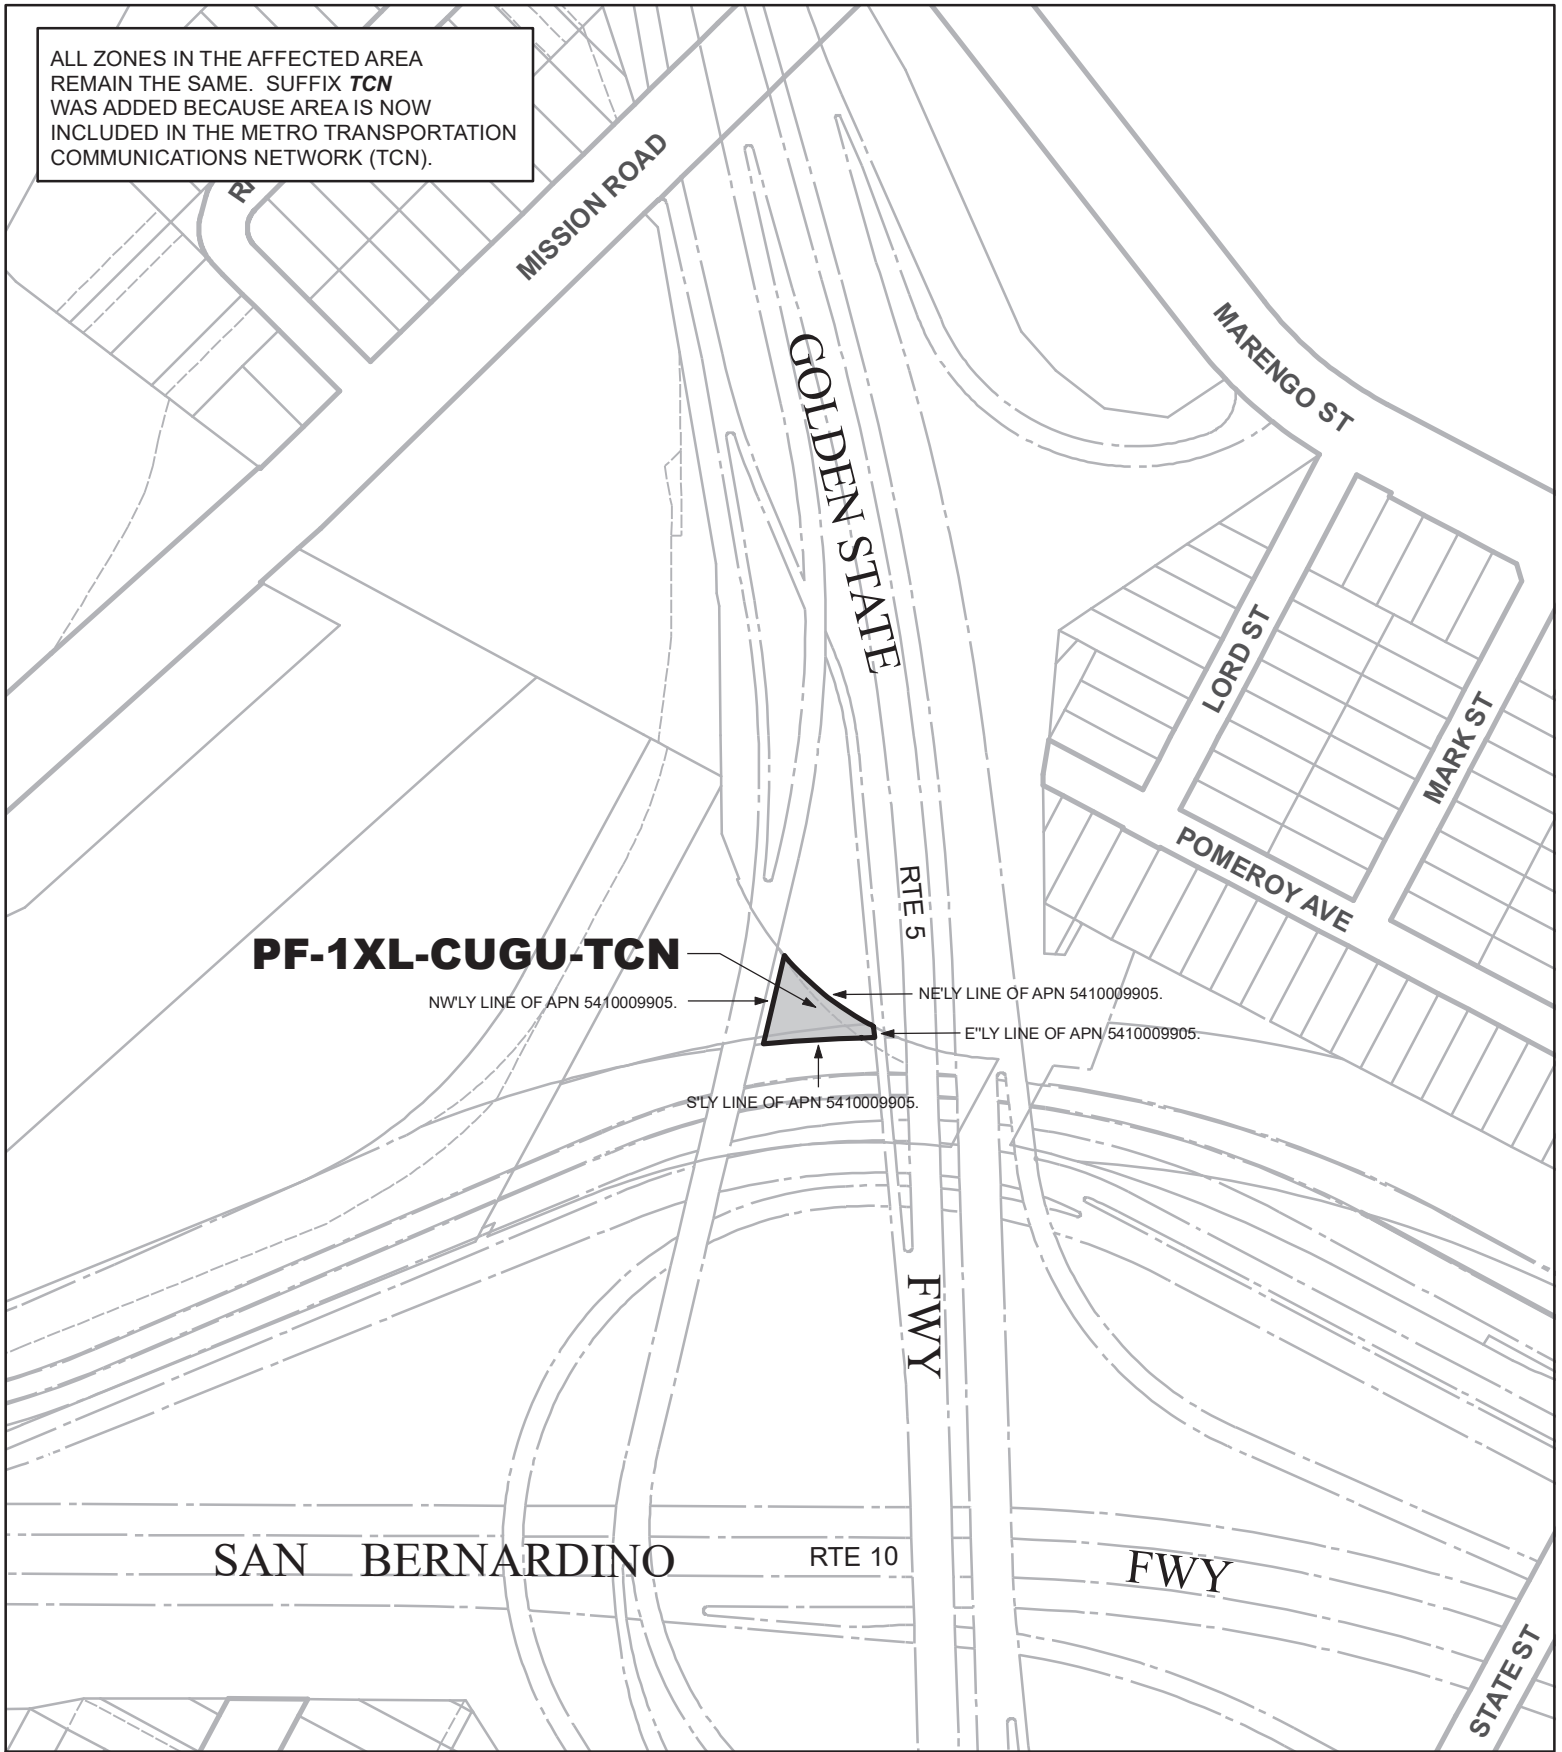 ALL ZONES IN THE AFFECTED AREA
REMAIN THE SAME. SUFFIX TCN
WAS ADDED BECAUSE AREA IS NOW
INCLUDED IN THE METRO TRANSPORTATION
COMMUNICATIONS NETWORK (TCN).
MISSION ROAD
MARENGO ST
GOLDEN STATE
LORD ST
MARK ST
POMEROY AVE
RTE 5
PF-1XL-CUGU-TCN
NW'LY LINE OF APN 5410009905.
NE'LY LINE OF APN 5410009905.
E"LY LINE OF APN 5410009905.
S'LY LINE OF APN 5410009905.
FWY
SAN BERNARDINO
RTE 10
FWY
STATE ST